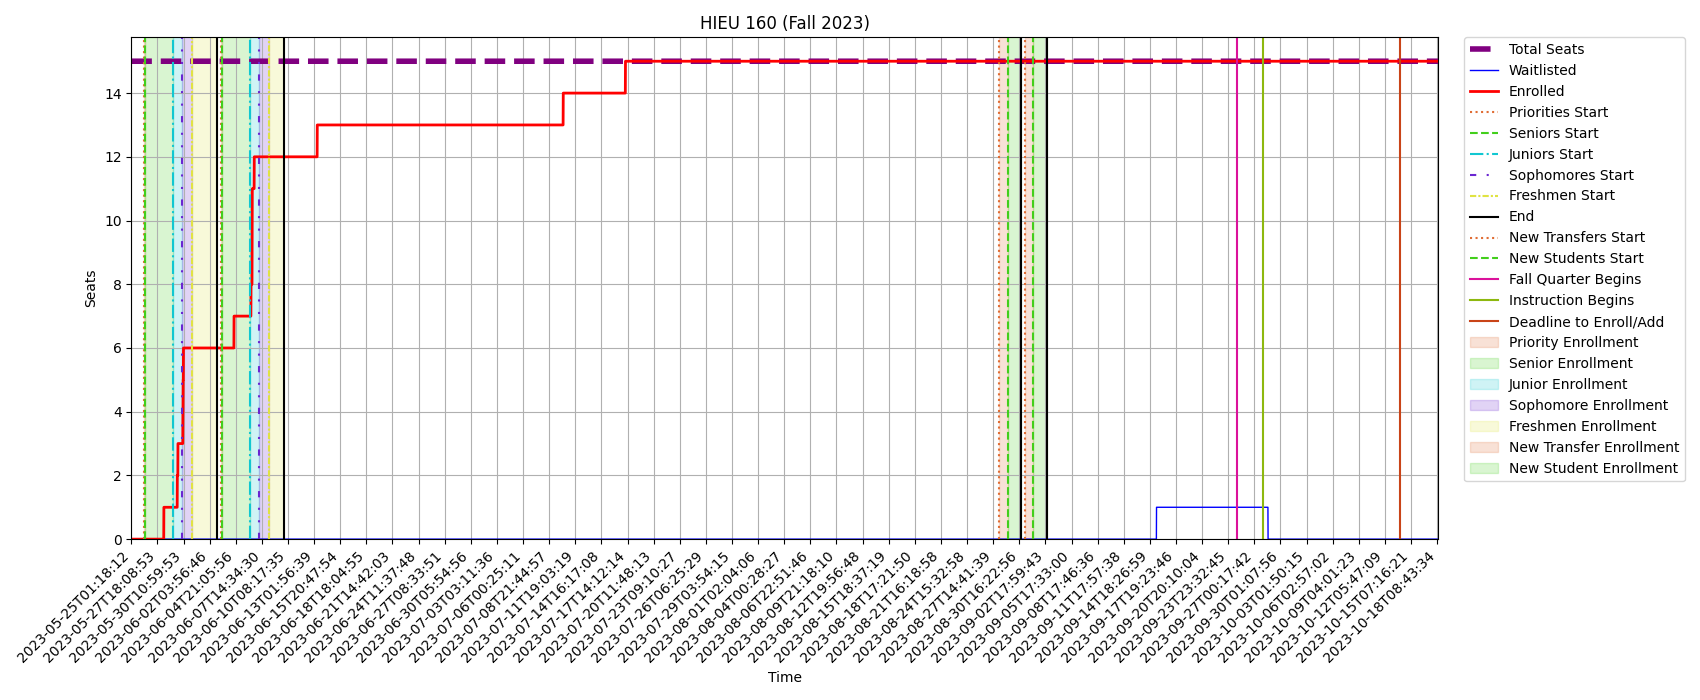 HIEU 160 (Fall 2023)
Seats
14
12
10
8
6
4
2
0
2023-05-25T01:18:12
2023-05-27T18:08:53
2023-05-30T10:59:53
2023-06-02T03:56:46
2023-06-04T21:05:56
2023-06-07T14:34:30
2023-06-10T08:17:35
2023-06-13T01:56:39
2023-06-15T20:47:54
2023-06-18T18:04:55
2023-06-21T14:42:03
2023-06-24T11:37:48
2023-06-27T08:33:51
2023-06-30T05:54:56
2023-07-03T03:11:36
2023-07-06T00:25:11
2023-07-08T21:44:57
2023-07-11T19:03:19
2023-07-14T16:17:08
2023-07-17T14:12:14
2023-07-20T11:48:13
2023-07-23T09:10:27
2023-07-26T06:25:29
2023-07-29T03:54:15
2023-08-01T02:04:06
2023-08-04T00:28:27
2023-08-06T22:51:46
2023-08-09T21:18:10
2023-08-12T19:56:48
2023-08-15T18:37:19
2023-08-18T17:21:50
2023-08-21T16:18:58
2023-08-24T15:32:58
2023-08-27T14:41:39
2023-08-30T16:22:56
2023-09-02T17:59:43
2023-09-05T17:33:00
2023-09-08T17:46:36
2023-09-11T17:57:38
2023-09-14T18:26:59
2023-09-17T19:23:46
2023-09-20T20:10:04
2023-09-23T23:32:45
2023-09-27T00:17:42
2023-09-30T01:07:56
2023-10-03T01:50:15
2023-10-06T02:57:02
2023-10-09T04:01:23
2023-10-12T05:47:09
2023-10-15T07:16:21
2023-10-18T08:43:34
Time
Total Seats
Waitlisted
Enrolled
Priorities Start
Seniors Start
Juniors Start
Sophomores Start
Freshmen Start
End
New Transfers Start
New Students Start
Fall Quarter Begins
Instruction Begins
Deadline to Enroll/Add
Priority Enrollment
Senior Enrollment
Junior Enrollment
Sophomore Enrollment
Freshmen Enrollment
New Transfer Enrollment
New Student Enrollment